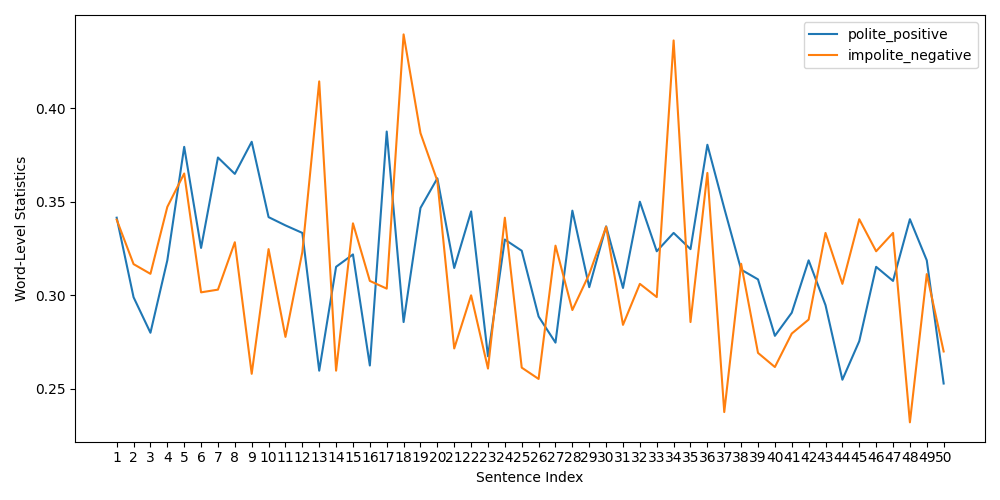 polite_positive
impolite_negative
0.40
0.35
0.30
0.25
Word-Level Statistics
1 2 3 4 5 6 7 8 9 10 11 12 13 14 15 16 17 18 19 20 21 22 23 24 25 26 27 28 29 30 31 32 33 34 35 36 37 38 39 40 41 42 43 44 45 46 47 48 49 50
Sentence Index